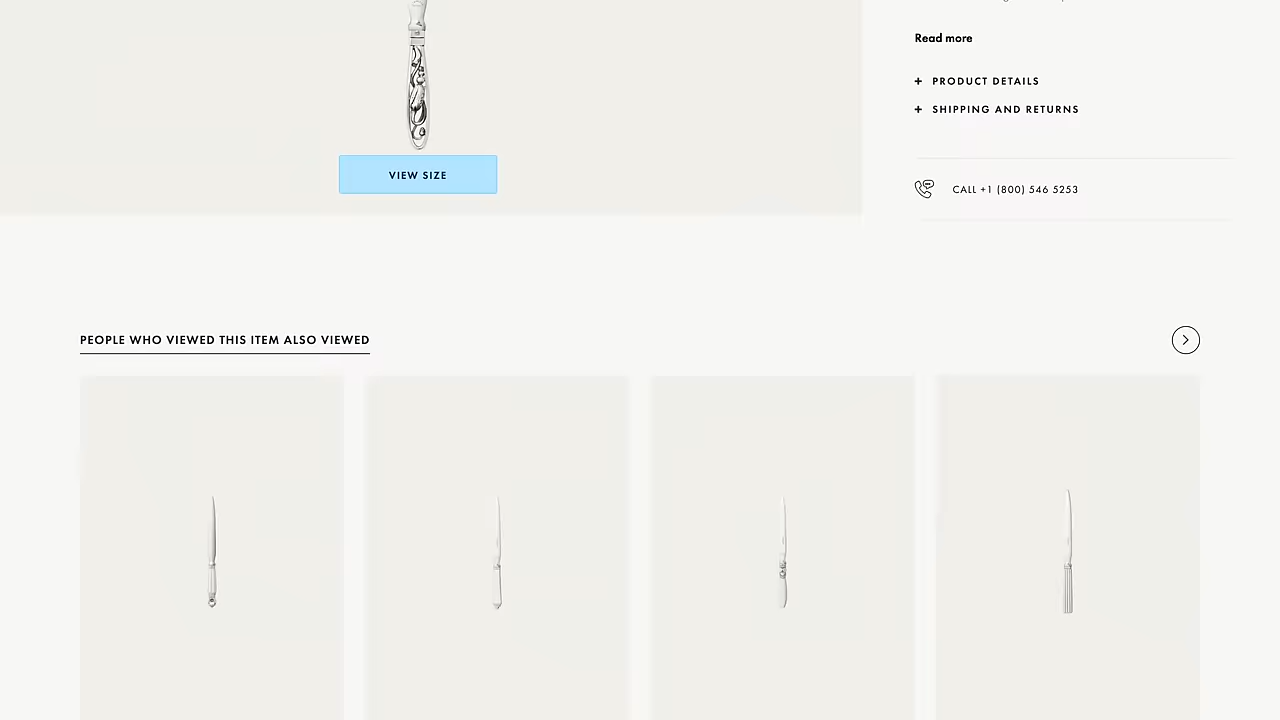 Read more
+ PRODUCT DETAILS
+ SHIPPING AND RETURNS
VIEW SIZE
CALL +1 (800) 546 5253
PEOPLE WHO VIEWED THIS ITEM ALSO VIEWED